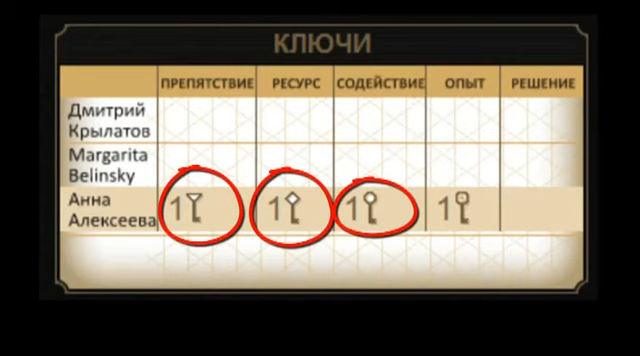 КЛЮЧИ
ПРЕПЯТСТВИЕ РЕСУРС СОДЕЙСТВИЕ ОПЫТ РЕШЕНИЕ
Дмитрий
Крылатов
Margarita
Belinsky
Анна
Алексеева 1 1 1 1